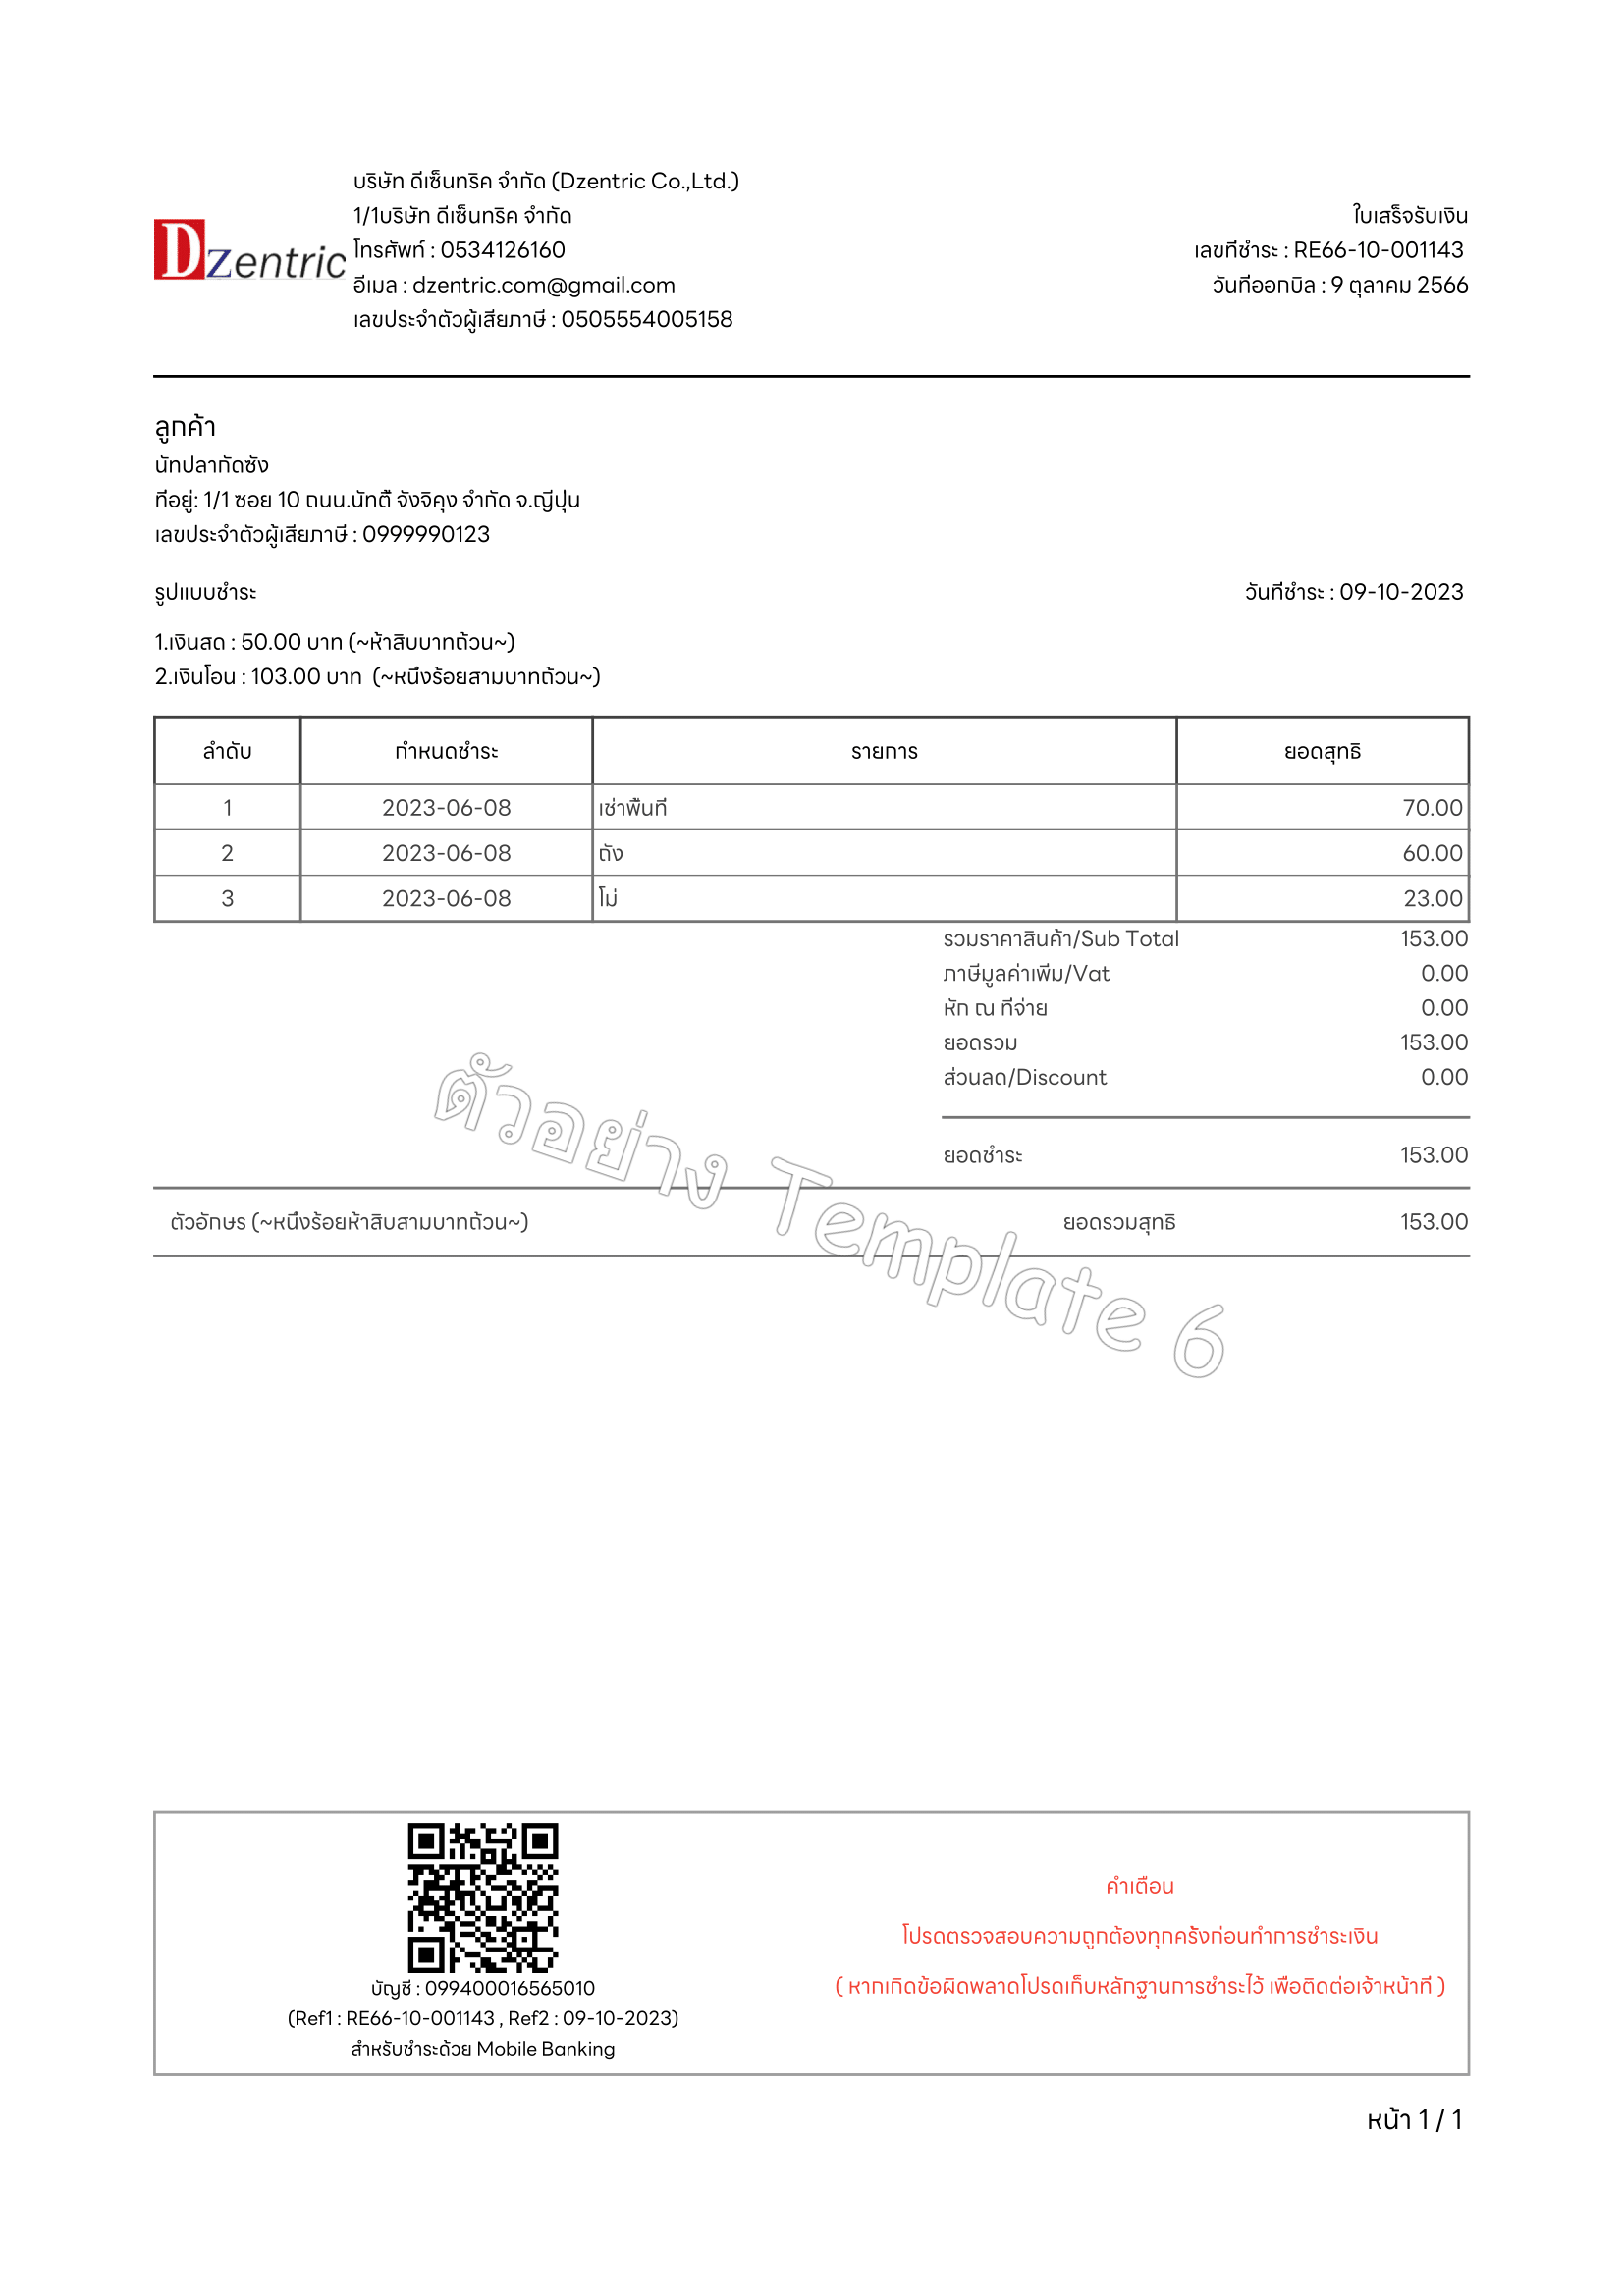 Dzentric
บริษัท ดีเซ็นทริค จำกัด (Dzentric Co.,Ltd.)
1/1บริษัท ดีเซ็นทริค จำกัด
โทรศัพท์ : 0534126160
อีเมล : dzentric.com@gmail.com
เลขประจำตัวผู้เสียภาษี : 0505554005158
ใบเสร็จรับเงิน
เลขที่ชำระ : RE66-10-001143
วันที่ออกบิล : 9 ตุลาคม 2566
ลูกค้า
นัทปลากัดซัง
ที่อยู่: 1/1 ซอย 10 ถนน.นัทตี้ จังจิคุง จำกัด จ.ญี่ปุ่น
เลขประจำตัวผู้เสียภาษี : 0999990123
รูปแบบชำระ วันที่ชำระ : 09-10-2023
1.เงินสด : 50.00 บาท (~ห้าสิบบาทถ้วน~)
2.เงินโอน : 103.00 บาท (~หนึ่งร้อยสามบาทถ้วน~)
ลำดับ กำหนดชำระ รายการ ยอดสุทธิ
1 2023-06-08 เช่าพื้นที่ 70.00
2 2023-06-08 ถัง 60.00
3 2023-06-08 โม่ 23.00
รวมราคาสินค้า/Sub Total 153.00
ภาษีมูลค่าเพิ่ม/Vat 0.00
หัก ณ ที่จ่าย 0.00
ยอดรวม 153.00
ส่วนลด/Discount 0.00
ยอดชำระ 153.00
ตัวอักษร (~หนึ่งร้อยห้าสิบสามบาทถ้วน~) ยอดรวมสุทธิ 153.00
ตัวอย่าง Template 6
บัญชี : 099400016565010
(Ref1 : RE66-10-001143 , Ref2 : 09-10-2023)
สำหรับชำระด้วย Mobile Banking
คำเตือน
โปรดตรวจสอบความถูกต้องทุกครั้งก่อนทำการชำระเงิน
( หากเกิดข้อผิดพลาดโปรดเก็บหลักฐานการชำระไว้ เพื่อติดต่อเจ้าหน้าที่ )
หน้า 1 / 1